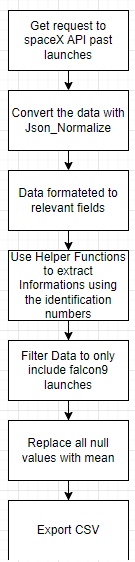 Get request to
spaceX API past
launches
Convert the data with
Json_Normalize
Data formateted to
relevant fields
Use Helper Functions
to extract
Informations using
the identification
numbers
Filter Data to only
include falcon9
launches
Replace all null
values with mean
Export CSV